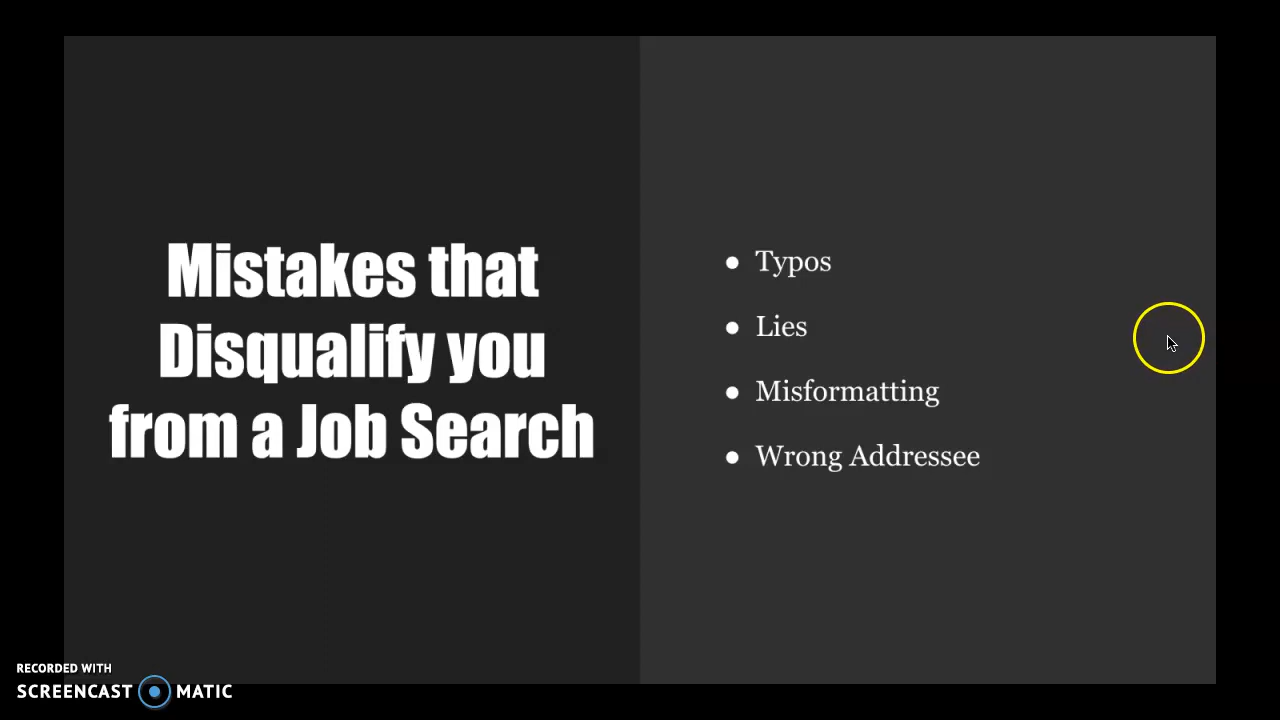 Mistakes that
Disqualify you
from a Job Search
● Typos
● Lies
● Misformatting
● Wrong Addressee
RECORDED WITH
SCREENCAST MATIC